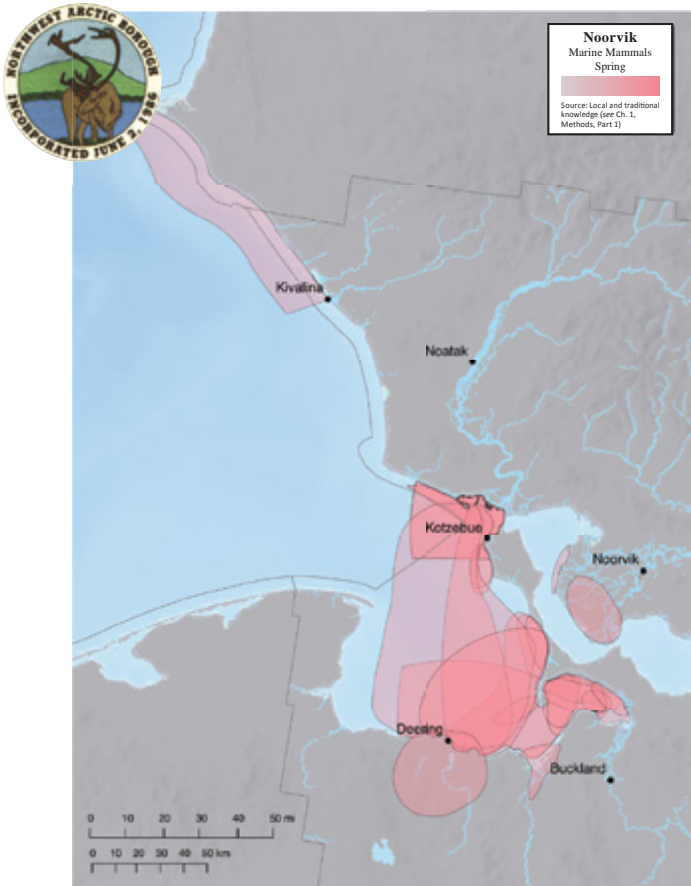 NORTHWEST ARCTIC BOROUGH
INCORPORATED JUNE 2, 1986
Noorvik
Marine Mammals
Spring
Source: Local and traditional
knowledge (see Ch. 1,
Methods, Part 1)
Kivalina
Noatak
Kotzebue
Noorvik
Deering
Buckland
0 10 20 30 40 50 mi
0 10 20 30 40 50 km